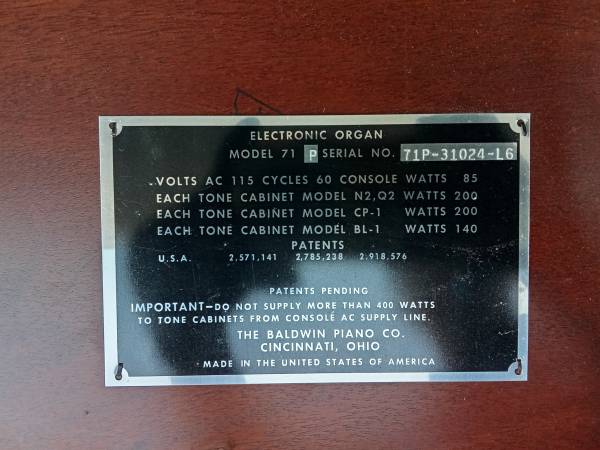 ELECTRONIC ORGAN
MODEL 71 P SERIAL NO. 71P-31024-L6
VOLTS AC 115 CYCLES 60 CONSOLE WATTS 85
EACH TONE CABINET MODEL N2,Q2 WATTS 200
EACH TONE CABINET MODEL CP-1 WATTS 200
EACH TONE CABINET MODEL BL-1 WATTS 140
PATENTS
U.S.A. 2,571,141 2,785,238 2.918,576
PATENTS PENDING
IMPORTANT—DO NOT SUPPLY MORE THAN 400 WATTS
TO TONE CABINETS FROM CONSOLE AC SUPPLY LINE.
THE BALDWIN PIANO CO.
CINCINNATI, OHIO
MADE IN THE UNITED STATES OF AMERICA